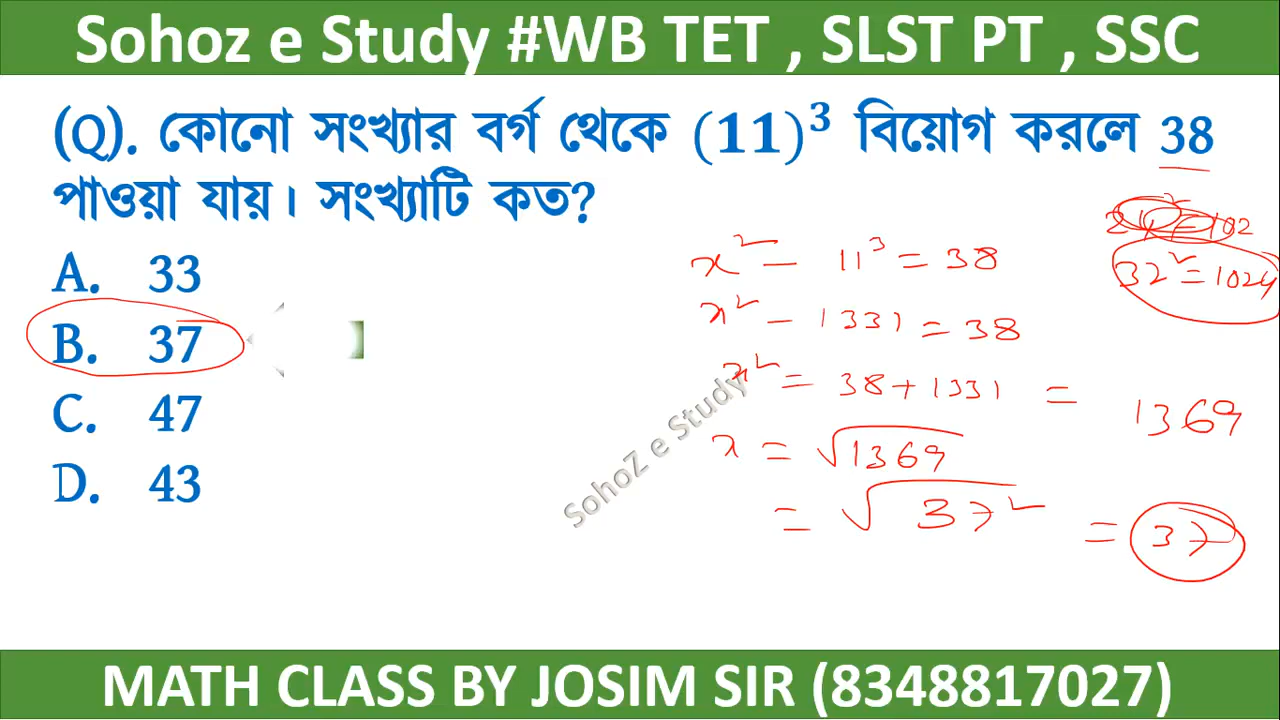 Sohoz e Study #WB TET , SLST PT , SSC
(Q). কোনো সংখ্যার বর্গ থেকে (11)³ বিয়োগ করলে 38
পাওয়া যায়। সংখ্যাটি কত?
A. 33
B. 37
C. 47
D. 43
32² = 1024
x² - 11³ = 38
x² - 1331 = 38
x² = 38 + 1331 = 1369
x = √1369
= √37² = 37
SohoZ e Study
MATH CLASS BY JOSIM SIR (8348817027)